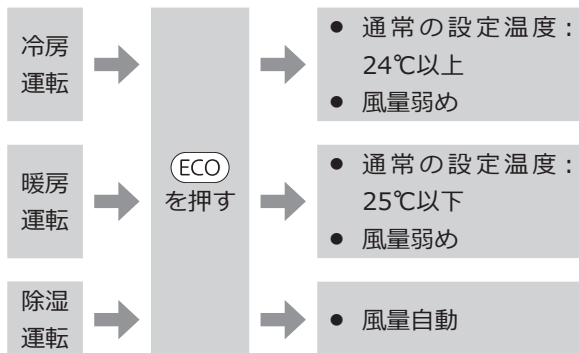 冷房
運転
暖房
運転
除湿
運転
ECO
を押す
● 通常の設定温度：
24℃以上
● 風量弱め
● 通常の設定温度：
25℃以下
● 風量弱め
● 風量自動